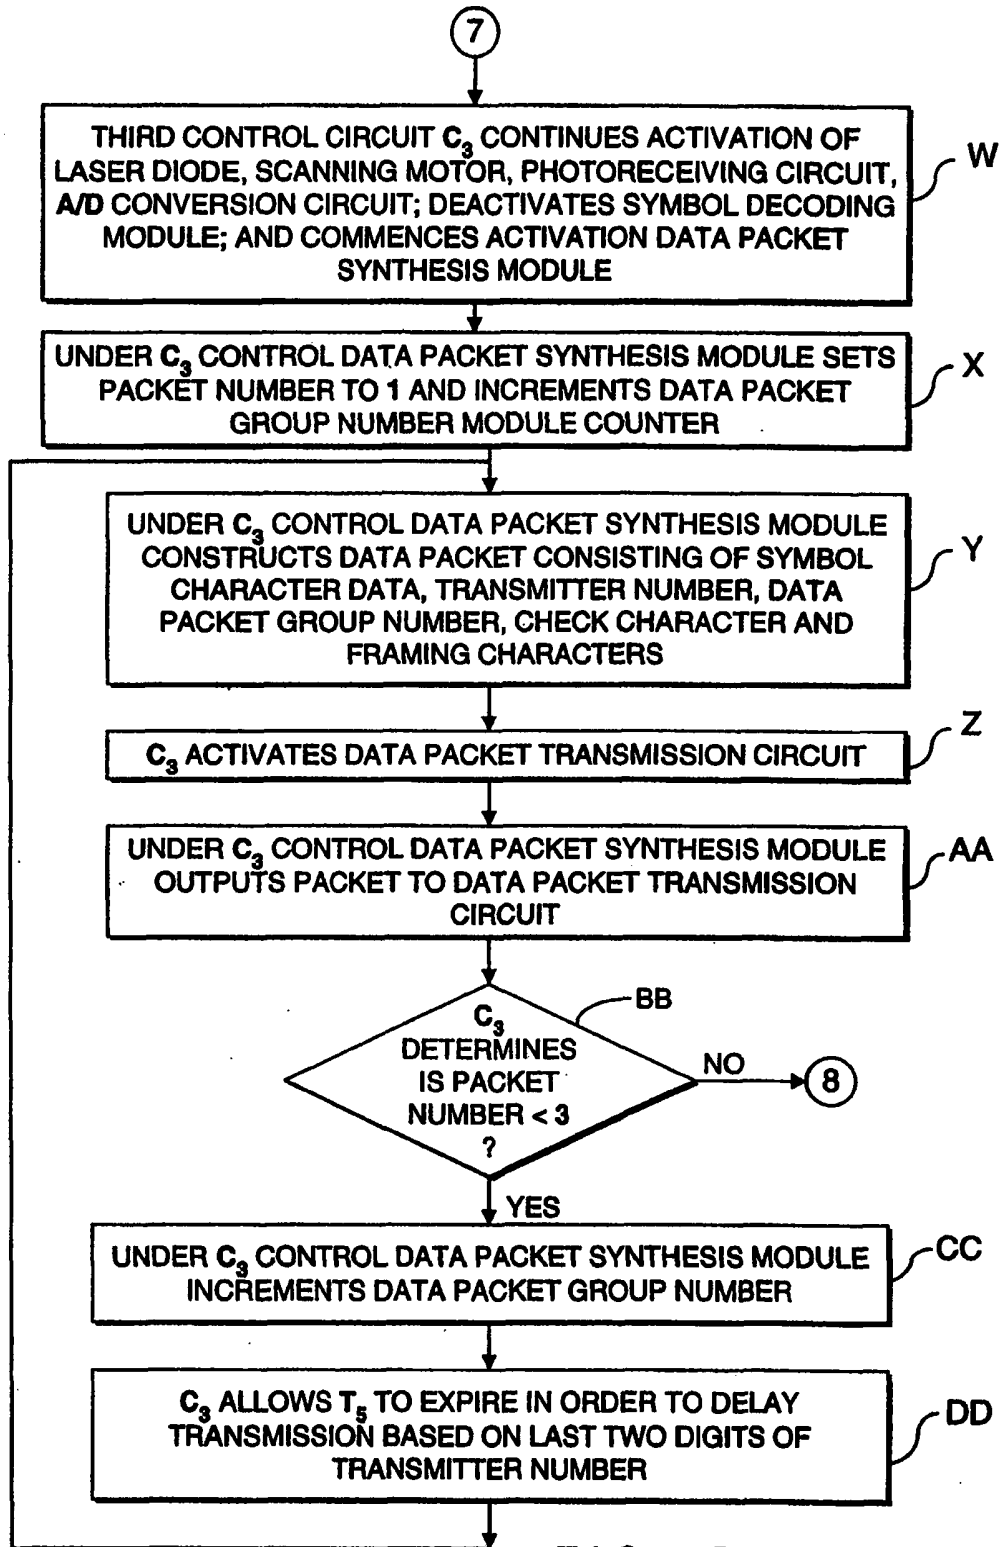 7
THIRD CONTROL CIRCUIT C₃ CONTINUES ACTIVATION OF
LASER DIODE, SCANNING MOTOR, PHOTORECEIVING CIRCUIT,
A/D CONVERSION CIRCUIT; DEACTIVATES SYMBOL DECODING
MODULE; AND COMMENCES ACTIVATION DATA PACKET
SYNTHESIS MODULE
W
UNDER C₃ CONTROL DATA PACKET SYNTHESIS MODULE SETS
PACKET NUMBER TO 1 AND INCREMENTS DATA PACKET
GROUP NUMBER MODULE COUNTER
X
UNDER C₃ CONTROL DATA PACKET SYNTHESIS MODULE
CONSTRUCTS DATA PACKET CONSISTING OF SYMBOL
CHARACTER DATA, TRANSMITTER NUMBER, DATA
PACKET GROUP NUMBER, CHECK CHARACTER AND
FRAMING CHARACTERS
Y
C₃ ACTIVATES DATA PACKET TRANSMISSION CIRCUIT
Z
UNDER C₃ CONTROL DATA PACKET SYNTHESIS MODULE
OUTPUTS PACKET TO DATA PACKET TRANSMISSION
CIRCUIT
AA
C₃
DETERMINES
IS PACKET
NUMBER < 3
?
BB
NO
8
YES
UNDER C₃ CONTROL DATA PACKET SYNTHESIS MODULE
INCREMENTS DATA PACKET GROUP NUMBER
CC
C₃ ALLOWS T₅ TO EXPIRE IN ORDER TO DELAY
TRANSMISSION BASED ON LAST TWO DIGITS OF
TRANSMITTER NUMBER
DD